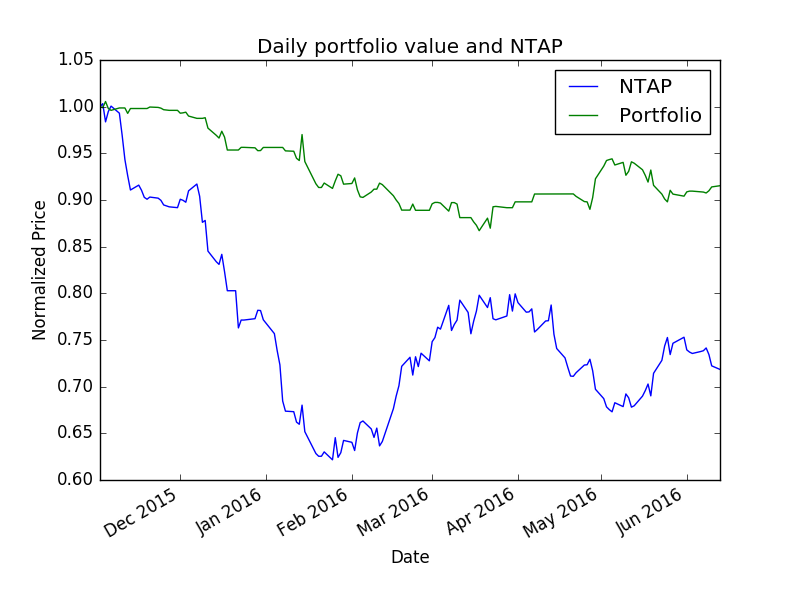 Daily portfolio value and NTAP
1.05
1.00
0.95
0.90
0.85
0.80
0.75
0.70
0.65
0.60
Normalized Price
NTAP
Portfolio
Dec 2015
Jan 2016
Feb 2016
Mar 2016
Apr 2016
May 2016
Jun 2016
Date